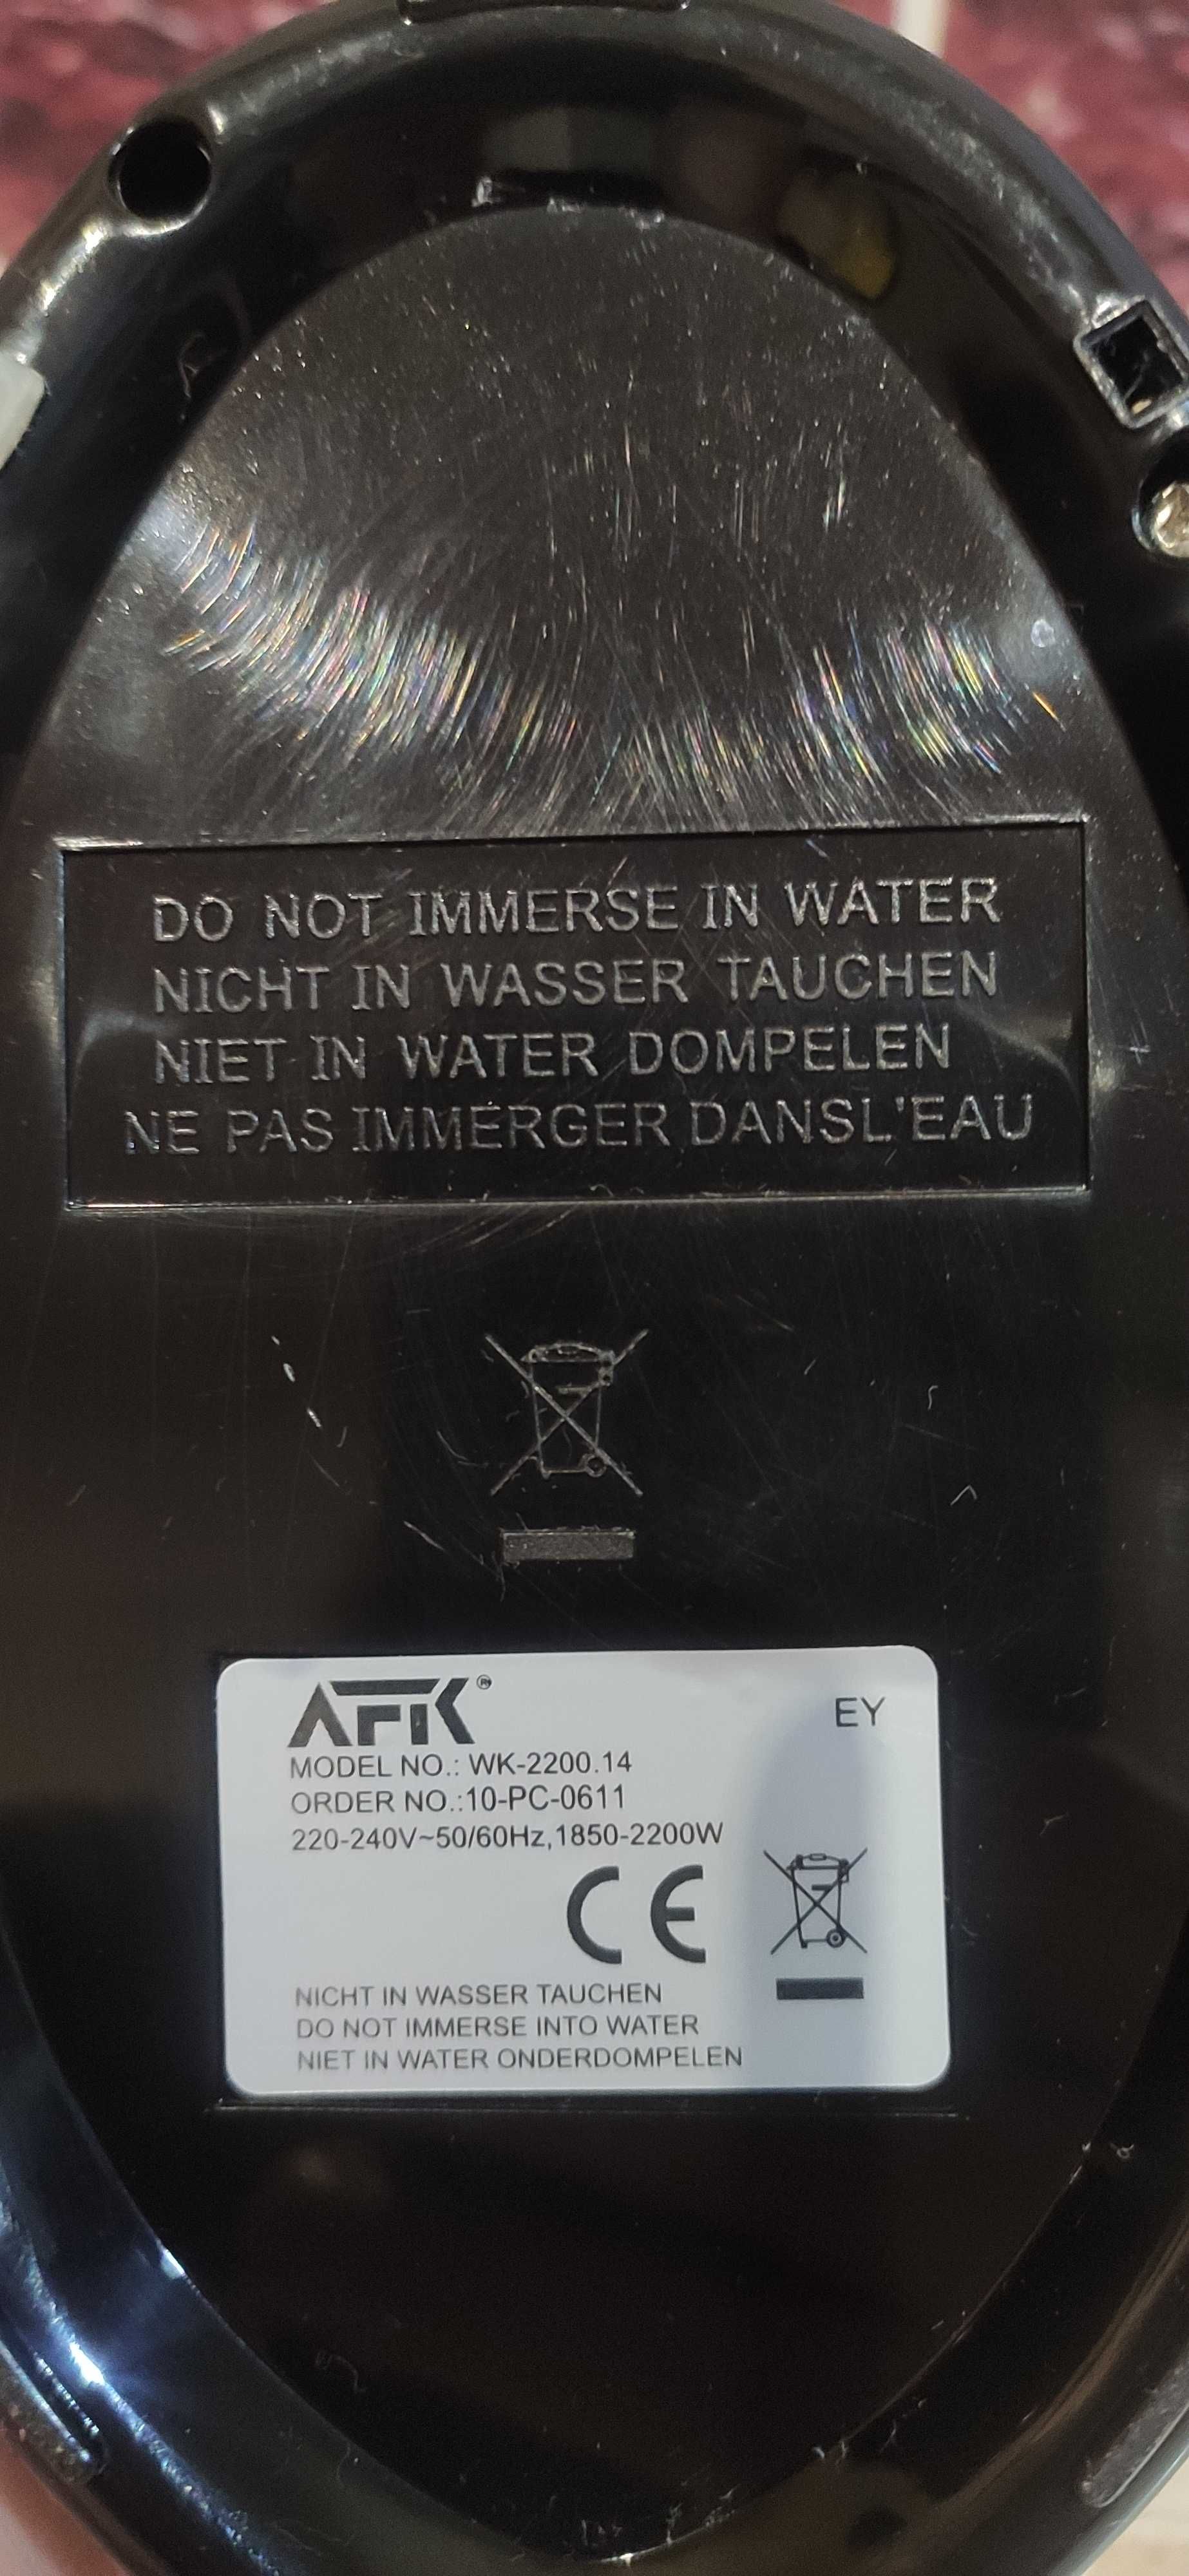 DO NOT IMMERSE IN WATER
NICHT IN WASSER TAUCHEN
NIET IN WATER DOMPELEN
NE PAS IMMERGER DANSL'EAU
AFK®
EY
MODEL NO.: WK-2200.14
ORDER NO.:10-PC-0611
220-240V~50/60Hz,1850-2200W
CE
NICHT IN WASSER TAUCHEN
DO NOT IMMERSE INTO WATER
NIET IN WATER ONDERDOMPELEN